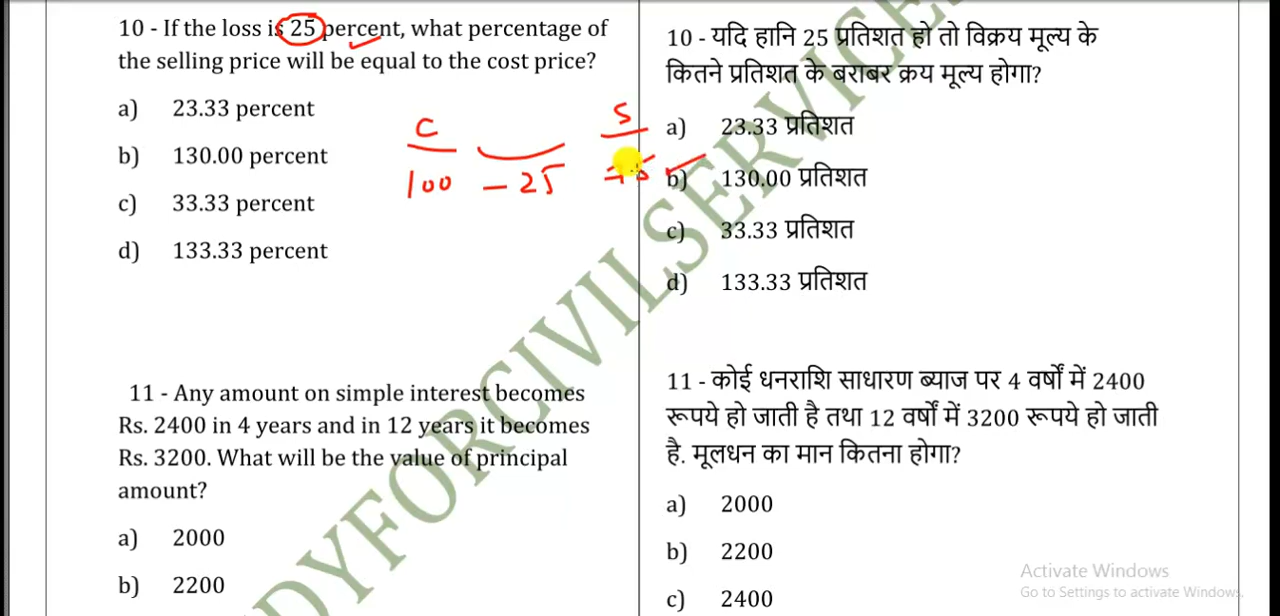 10 - If the loss is 25 percent, what percentage of
the selling price will be equal to the cost price?
a) 23.33 percent
b) 130.00 percent
c) 33.33 percent
d) 133.33 percent
C S
100 - 25 75
11 - Any amount on simple interest becomes
Rs. 2400 in 4 years and in 12 years it becomes
Rs. 3200. What will be the value of principal
amount?
a) 2000
b) 2200
10 - यदि हानि 25 प्रतिशत हो तो विक्रय मूल्य के
कितने प्रतिशत के बराबर क्रय मूल्य होगा?
a) 23.33 प्रतिशत
b) 130.00 प्रतिशत
c) 33.33 प्रतिशत
d) 133.33 प्रतिशत
11 - कोई धनराशि साधारण ब्याज पर 4 वर्षों में 2400
रूपये हो जाती है तथा 12 वर्षों में 3200 रूपये हो जाती
है. मूलधन का मान कितना होगा?
a) 2000
b) 2200
c) 2400
DYFORCIVILSERVICES
Activate Windows
Go to Settings to activate Windows.